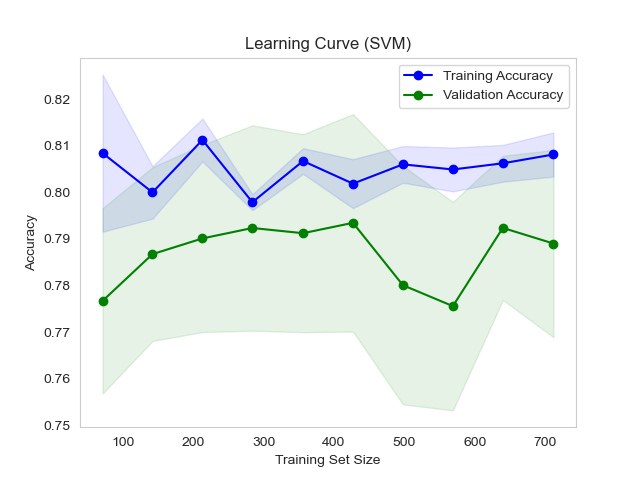 Learning Curve (SVM)
Training Accuracy
Validation Accuracy
0.82
0.81
0.80
0.79
0.78
0.77
0.76
0.75
Accuracy
100 200 300 400 500 600 700
Training Set Size